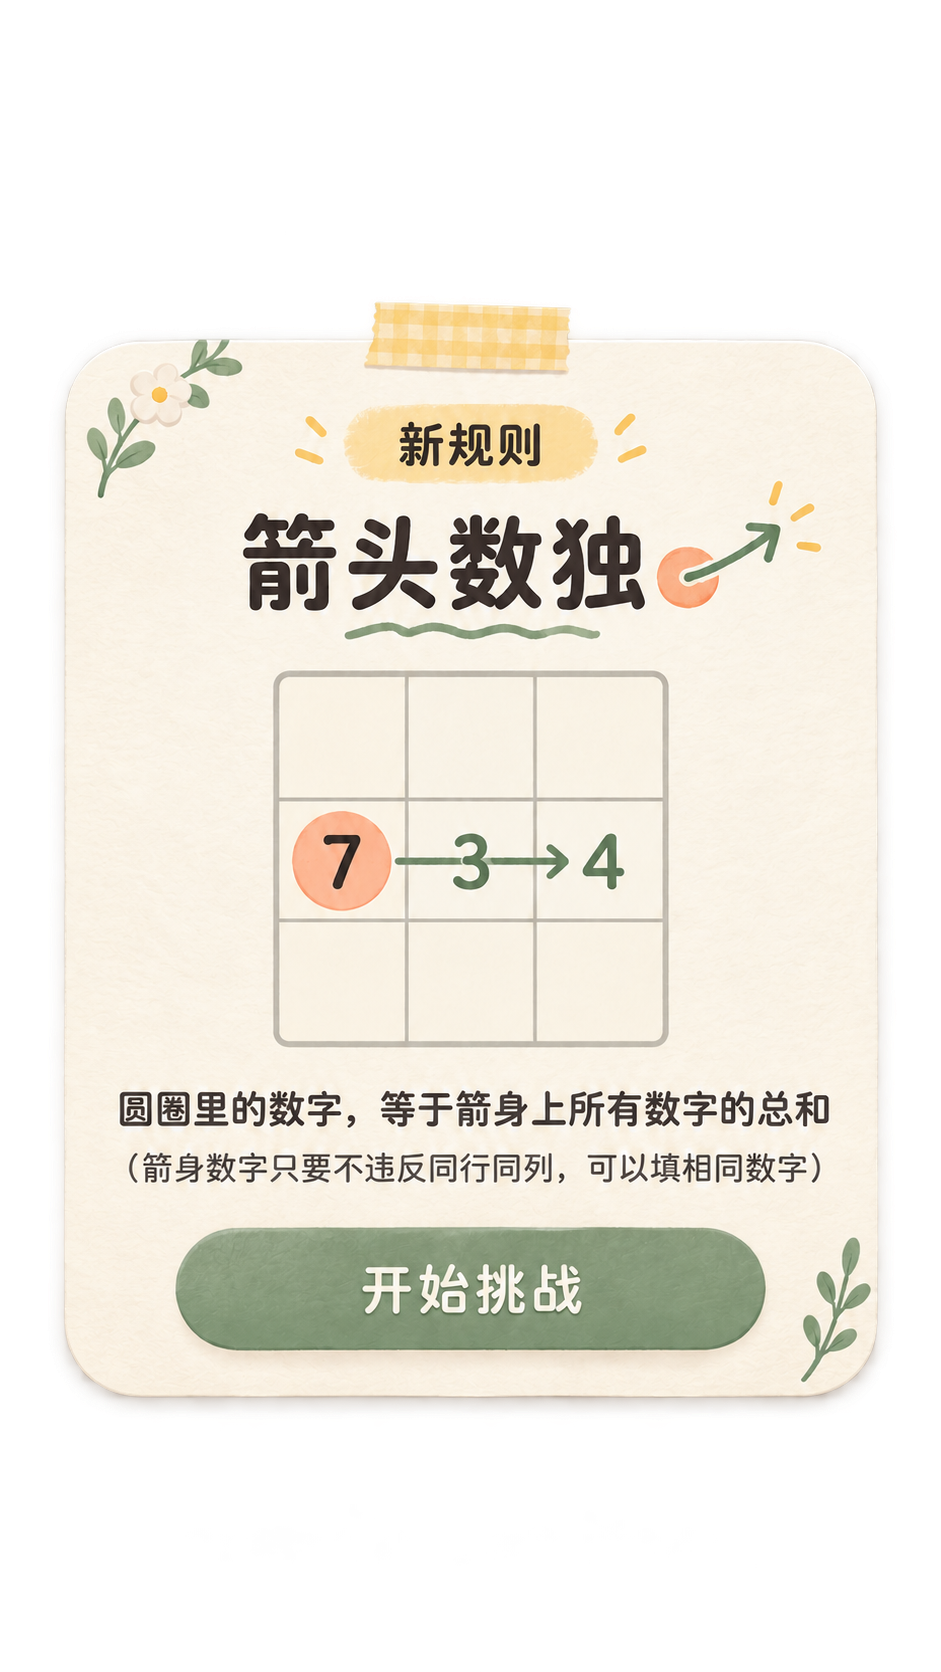 新规则
箭头数独
7 3 4
圆圈里的数字，等于箭身上所有数字的总和
（箭身数字只要不违反同行同列，可以填相同数字）
开始挑战